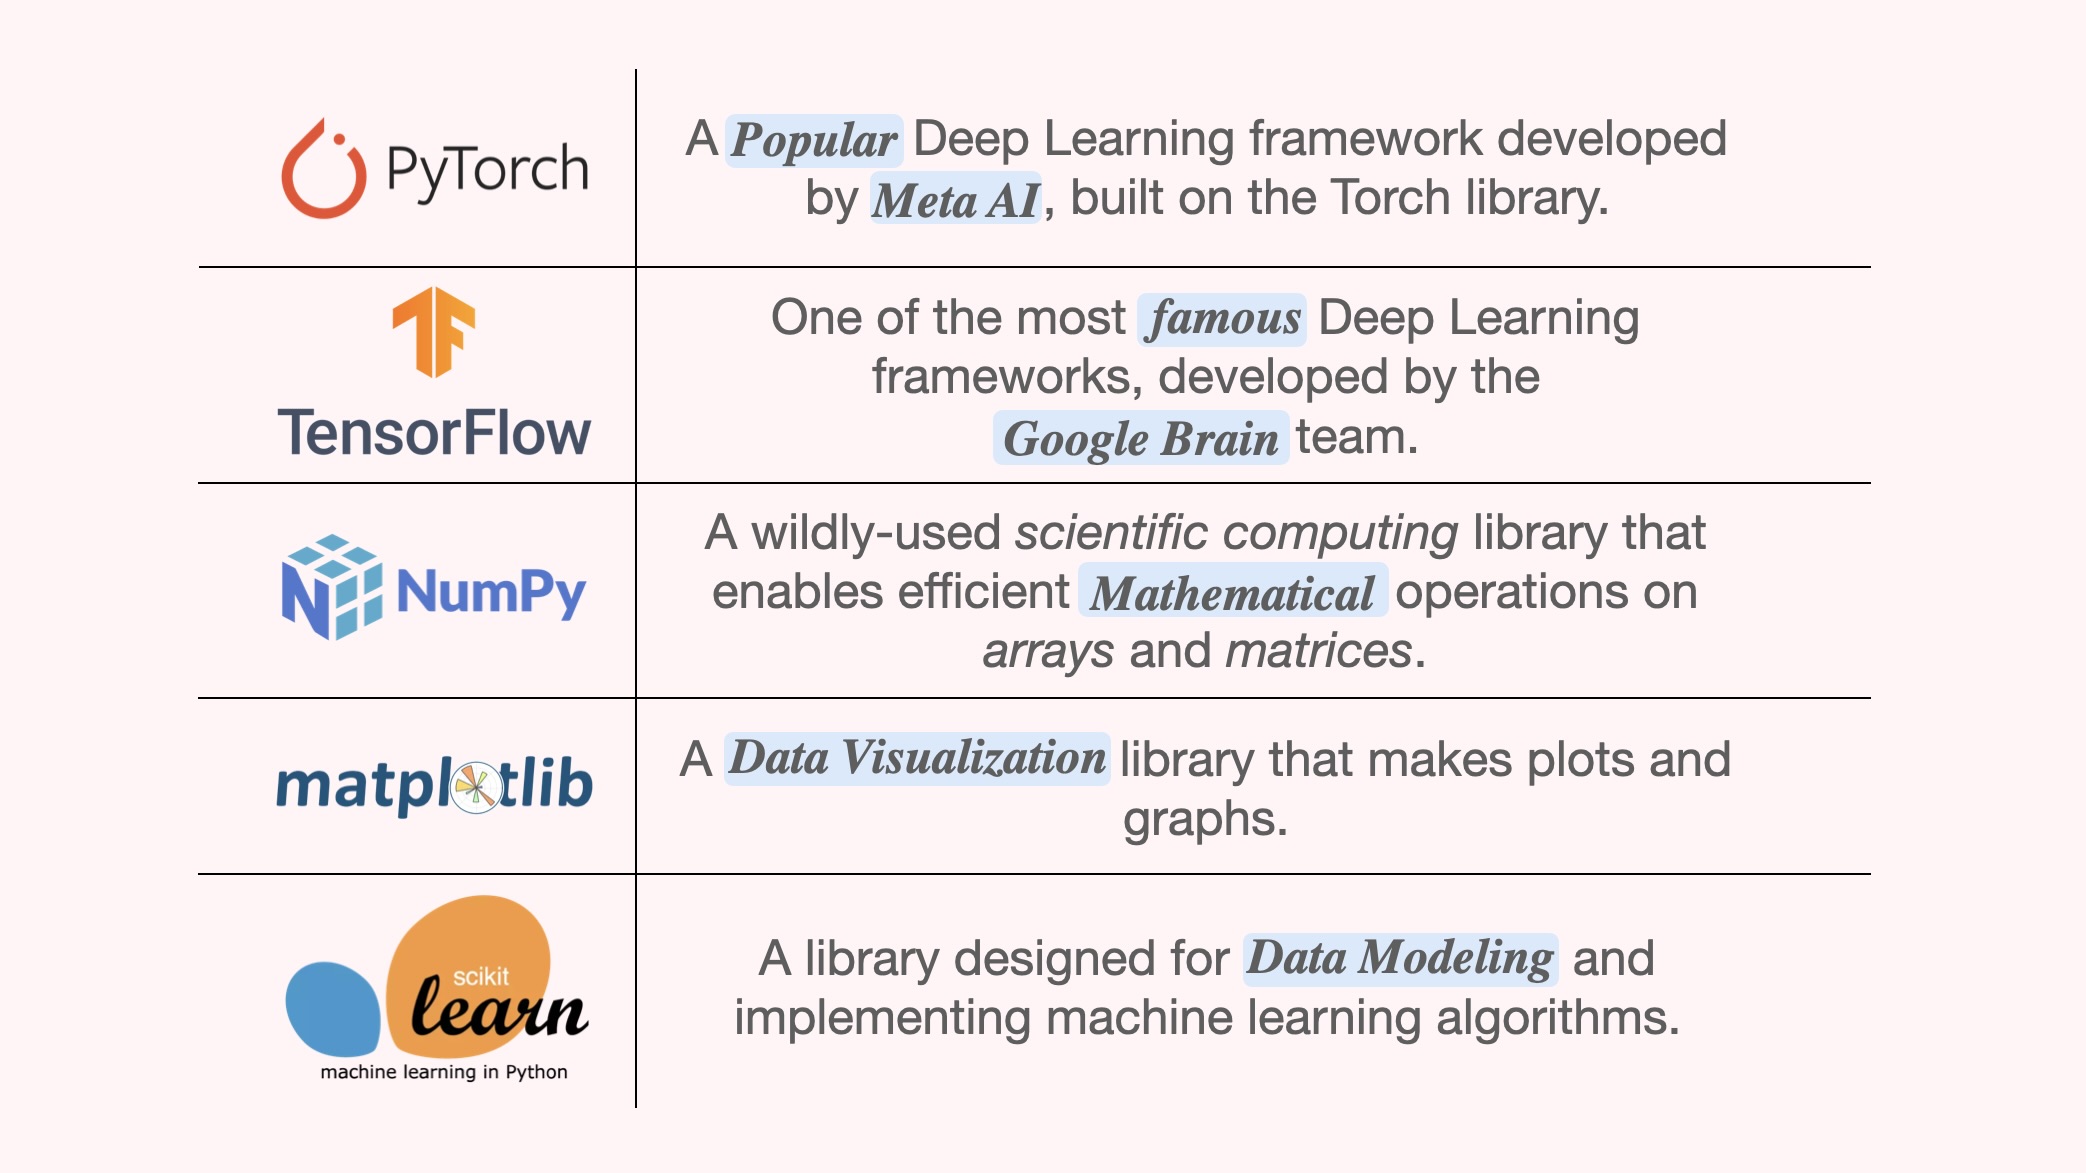 PyTorch
A Popular Deep Learning framework developed
by Meta AI, built on the Torch library.
TensorFlow
One of the most famous Deep Learning
frameworks, developed by the
Google Brain team.
NumPy
A wildly-used scientific computing library that
enables efficient Mathematical operations on
arrays and matrices.
matplotlib
A Data Visualization library that makes plots and
graphs.
scikit
learn
machine learning in Python
A library designed for Data Modeling and
implementing machine learning algorithms.